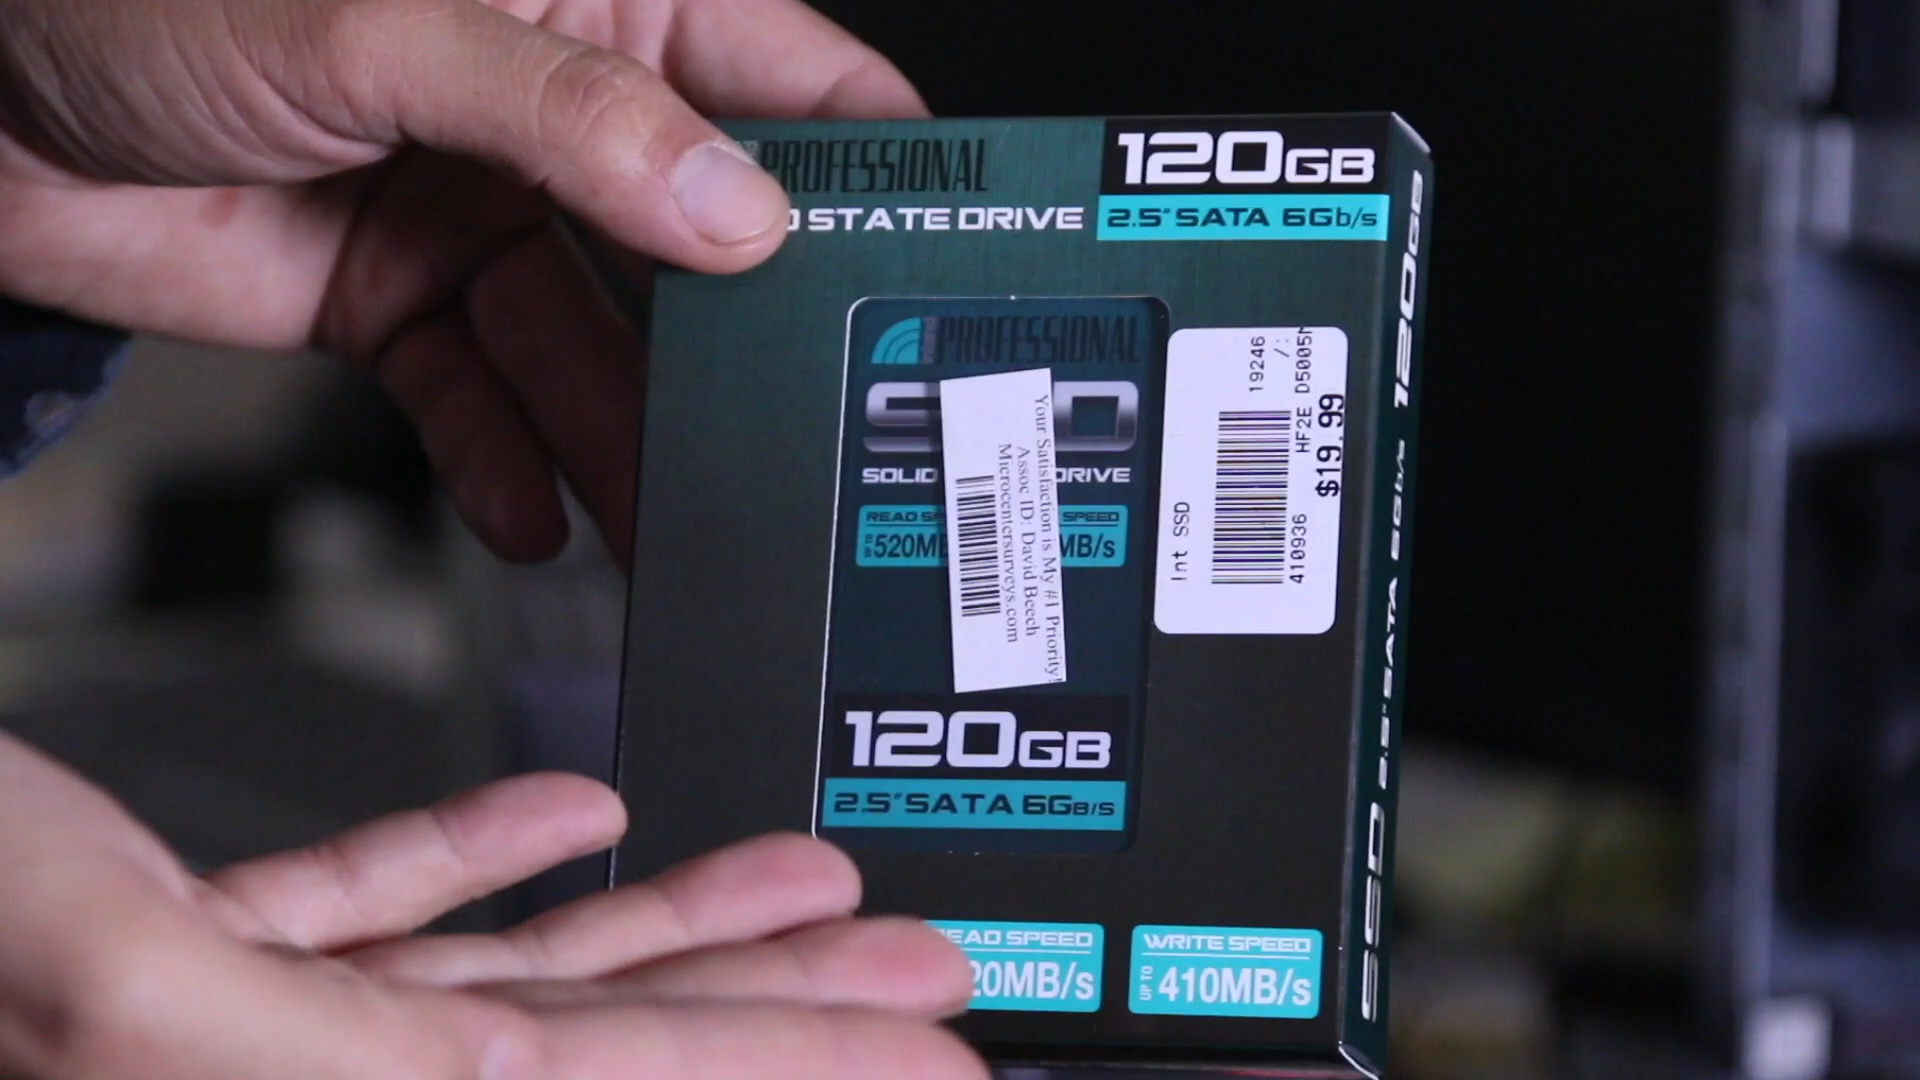 PROFESSIONAL
STATE DRIVE
120GB
2.5" SATA 6Gb/s
PROFESSIONAL
SOLID DRIVE
READ SPEED
UP TO 520MB/s
120GB
2.5" SATA 6GB/S
Your Satisfaction is My #1 Priority!
Assoc ID: David Beech
Microcentersurveys.com
Int SSD
19246
410936 HF2E D5005M
$19.99
READ SPEED
20MB/s
WRITE SPEED
UP TO 410MB/s
SSD 2.5" SATA 6Gb/s 120GB